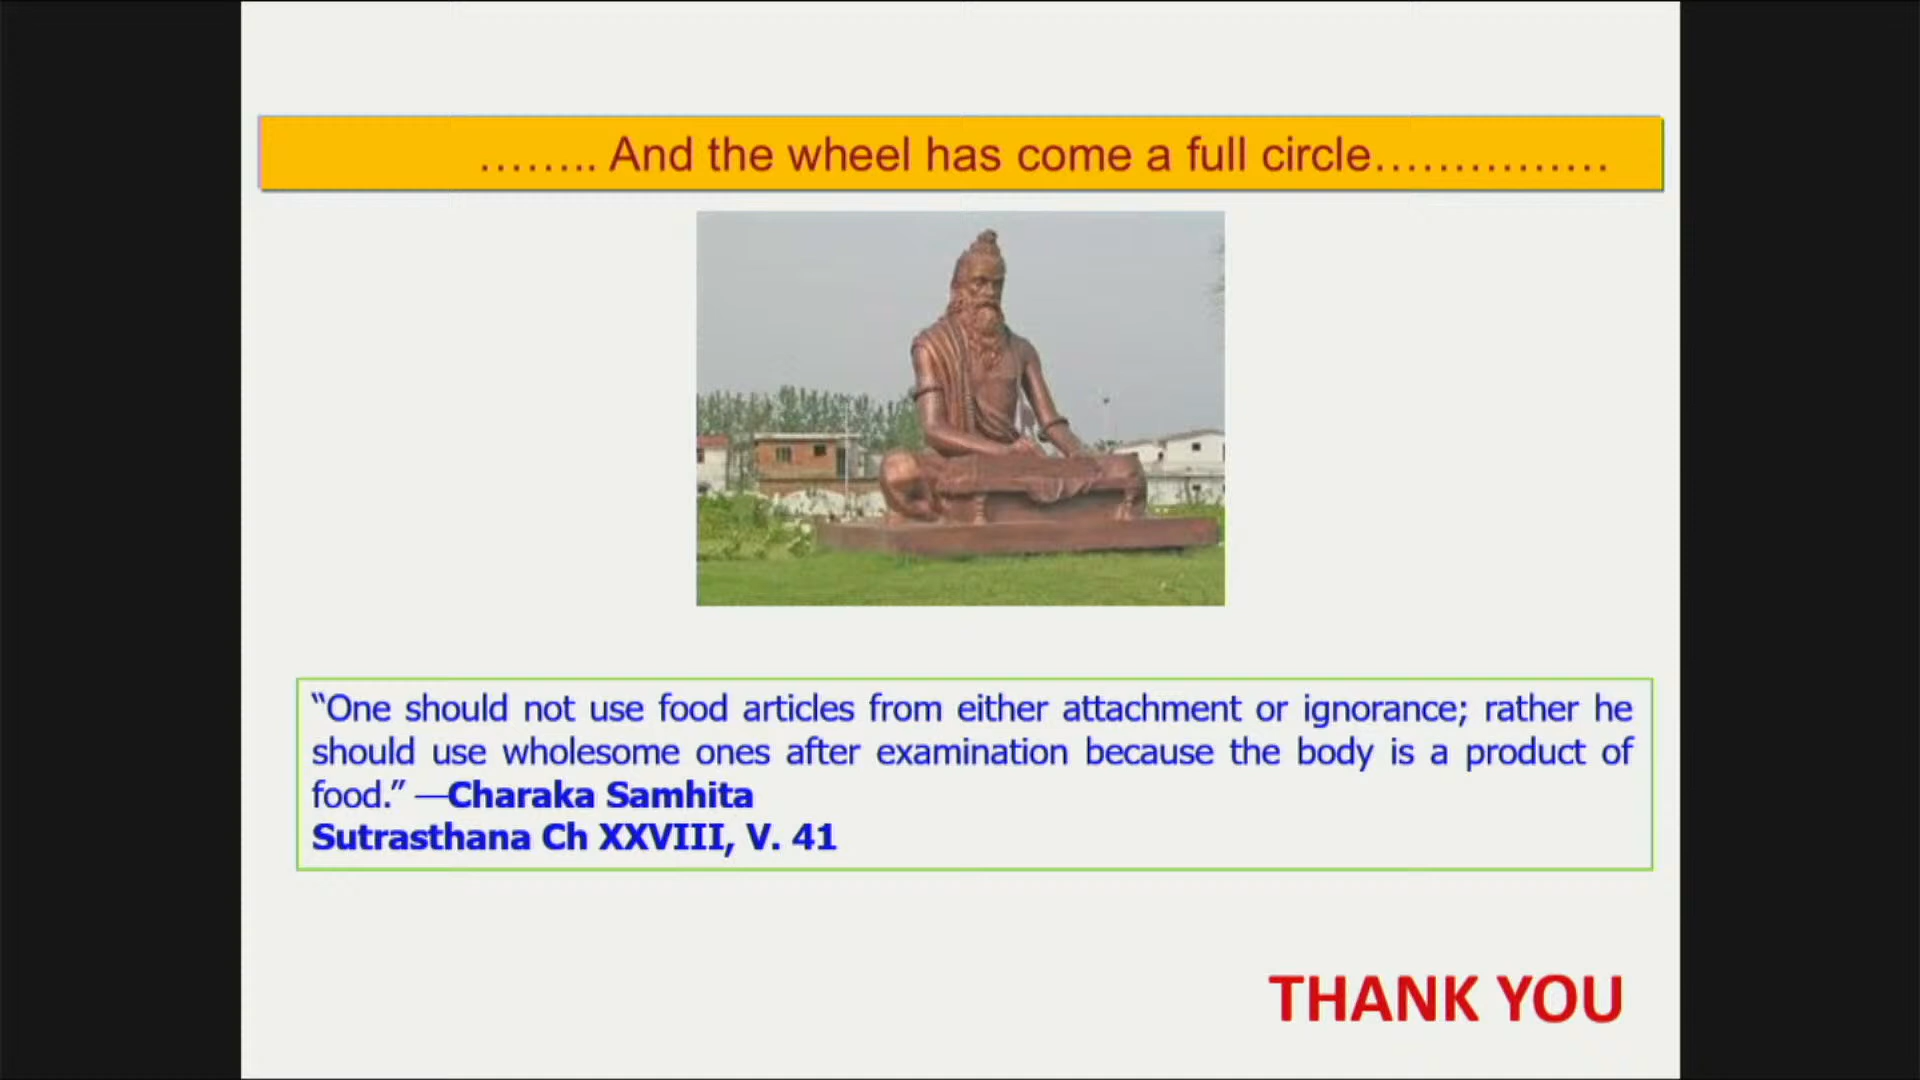 …….. And the wheel has come a full circle……………
“One should not use food articles from either attachment or ignorance; rather he
should use wholesome ones after examination because the body is a product of
food.” —Charaka Samhita
Sutrasthana Ch XXVIII, V. 41
THANK YOU